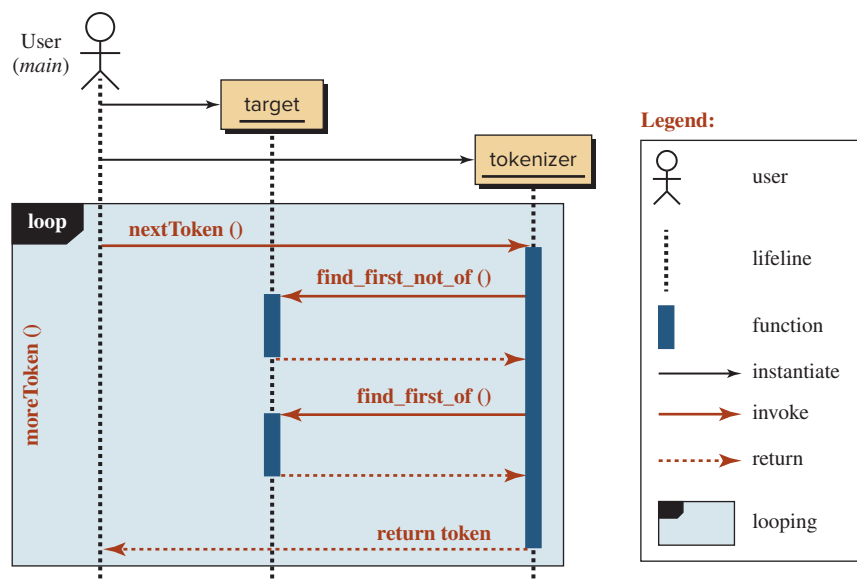 User
(main)
target
tokenizer
loop
nextToken ()
find_first_not_of ()
moreToken ()
find_first_of ()
return token
Legend:
user
lifeline
function
instantiate
invoke
return
looping